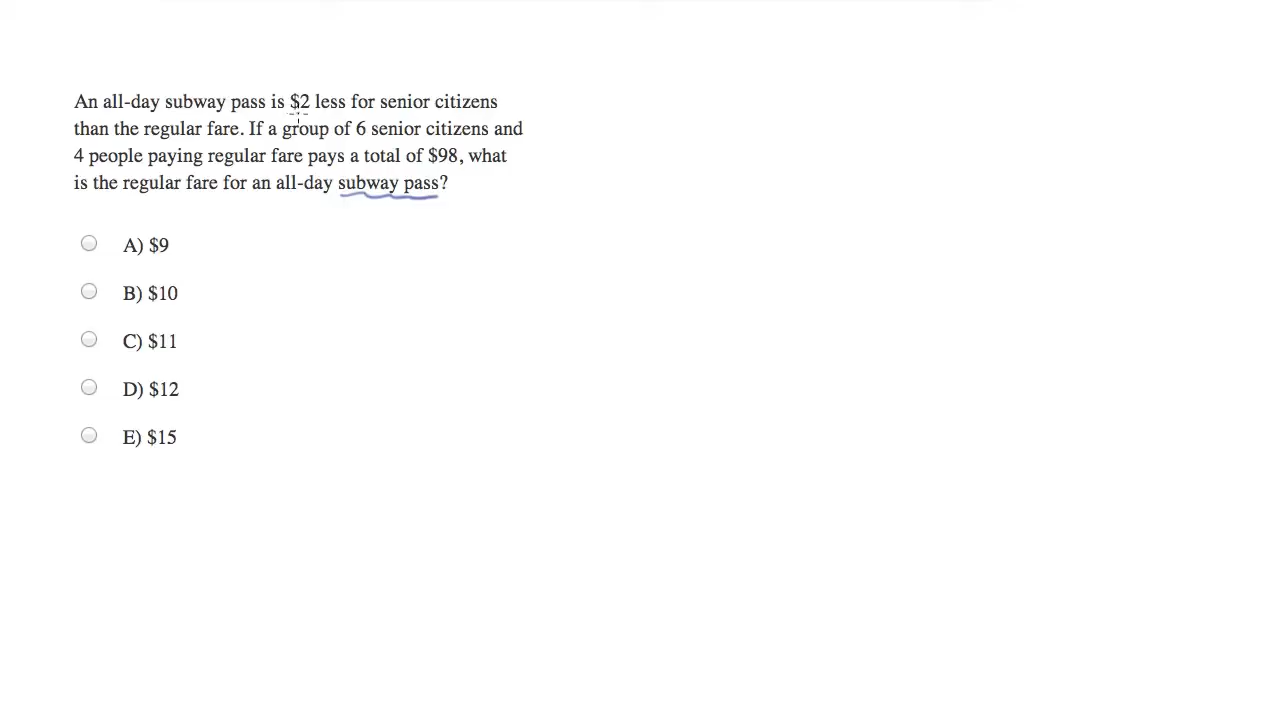 An all-day subway pass is $2 less for senior citizens
than the regular fare. If a group of 6 senior citizens and
4 people paying regular fare pays a total of $98, what
is the regular fare for an all-day subway pass?
A) $9
B) $10
C) $11
D) $12
E) $15